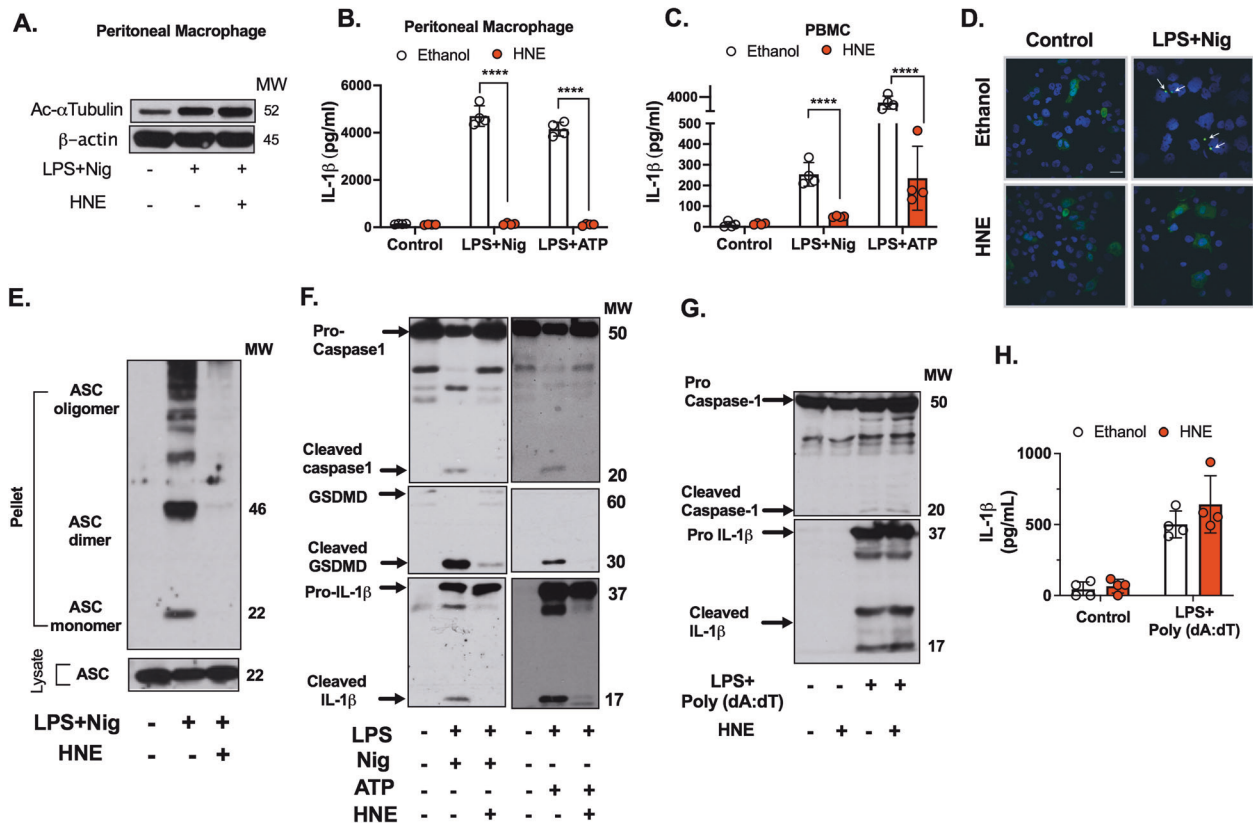 A.
Peritoneal Macrophage
MW
Ac-αTubulin 52
β-actin 45
LPS+Nig - + +
HNE - - +
B.
Peritoneal Macrophage
Ethanol HNE
IL-1β (pg/ml)
6000
4000
2000
0
**** ****
Control LPS+Nig LPS+ATP
C.
PBMC
Ethanol HNE
IL-1β (pg/ml)
4000
500
400
300
200
100
0
**** ****
Control LPS+Nig LPS+ATP
D.
Control LPS+Nig
Ethanol
HNE
E.
MW
Pellet
ASC
oligomer
ASC
dimer
46
ASC
monomer
22
Lysate
ASC 22
LPS+Nig - + +
HNE - - +
F.
MW
Pro-
Caspase1
50
Cleaved
caspase1
20
GSDMD 60
Cleaved
GSDMD
30
Pro-IL-1β 37
Cleaved
IL-1β
17
LPS - + + - + +
Nig - + + - - -
ATP - - - - + +
HNE - - + - - +
G.
MW
Pro
Caspase-1
50
Cleaved
Caspase-1
20
Pro IL-1β 37
Cleaved
IL-1β
17
LPS+
Poly (dA:dT)
- - + +
HNE - + - +
H.
Ethanol HNE
IL-1β
(pg/mL)
1000
500
0
Control LPS+
Poly (dA:dT)